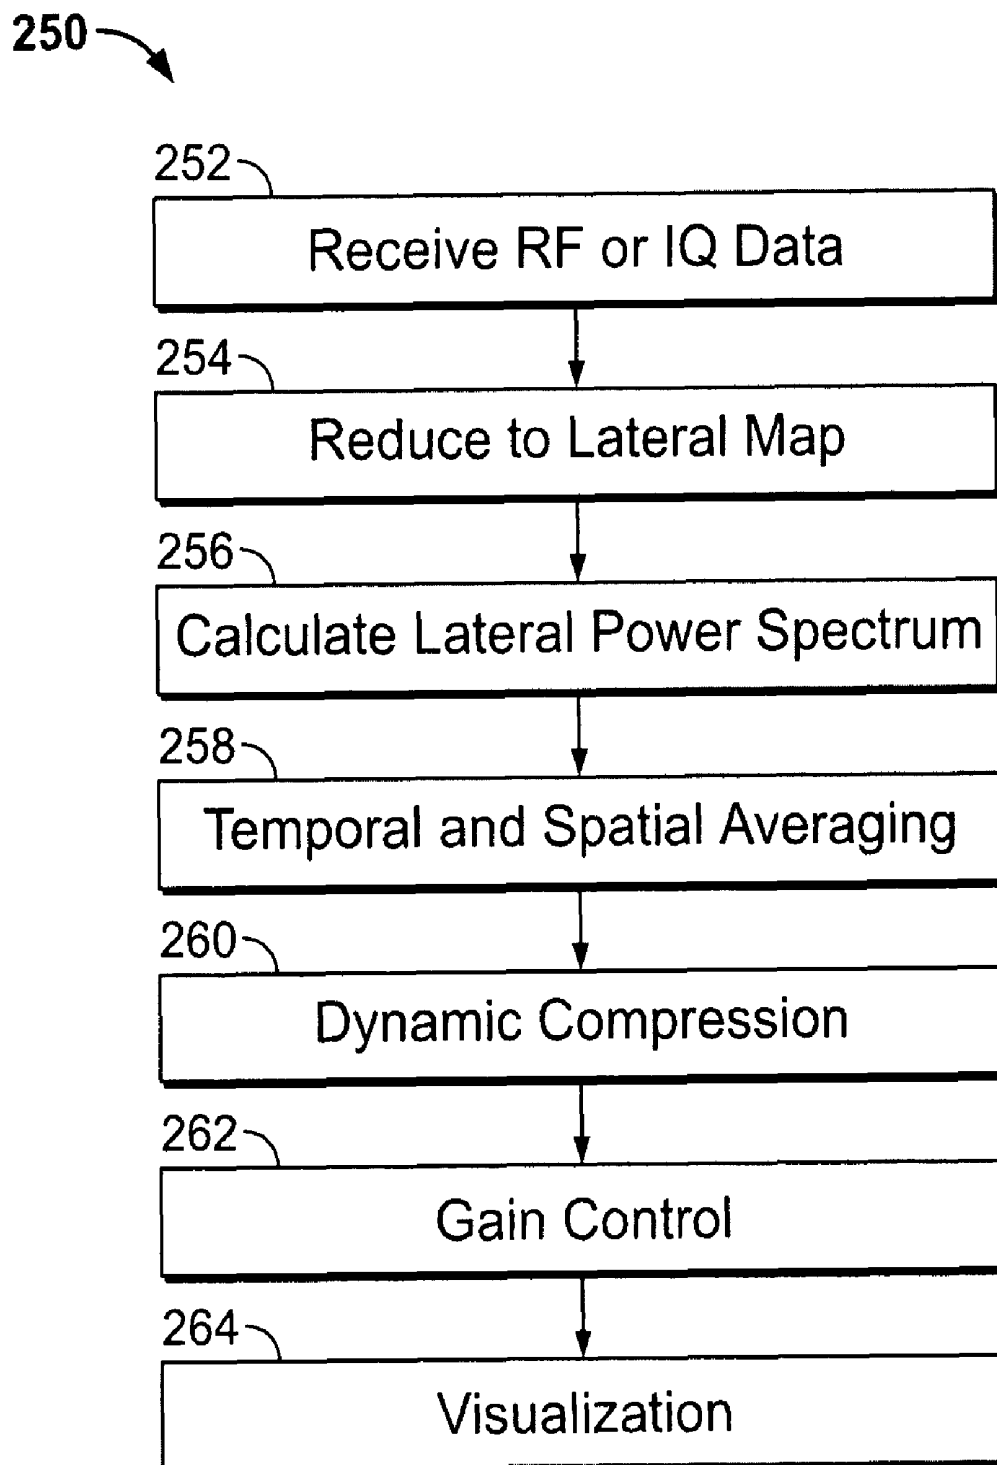 250
252
Receive RF or IQ Data
254
Reduce to Lateral Map
256
Calculate Lateral Power Spectrum
258
Temporal and Spatial Averaging
260
Dynamic Compression
262
Gain Control
264
Visualization